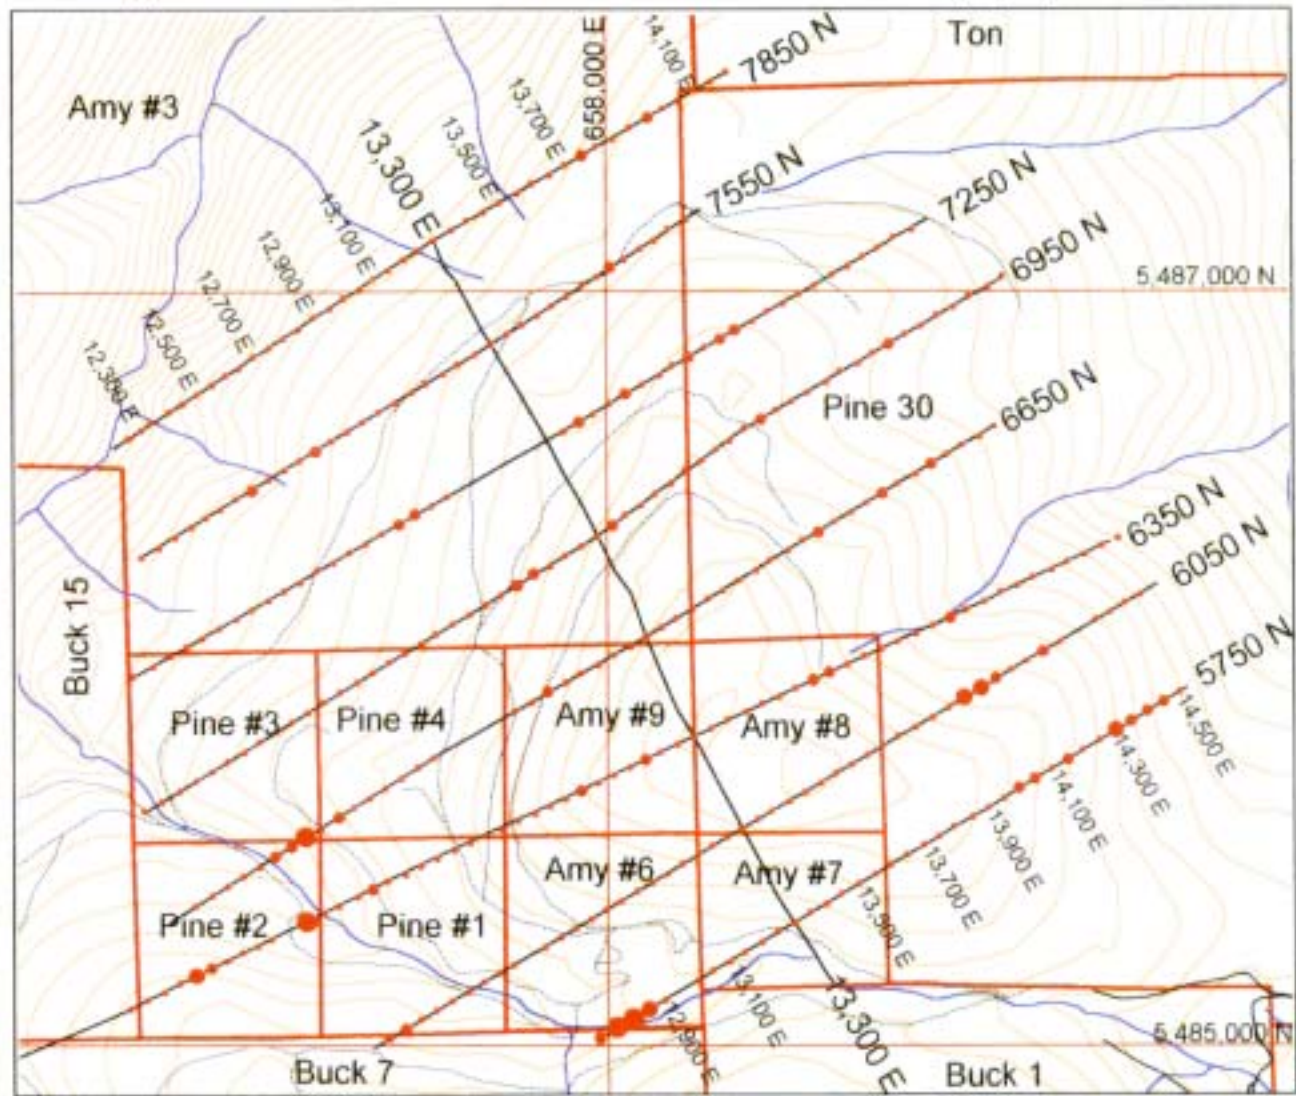 Ton
7850 N
14,100 E
658,000 E
Amy #3
13,700 E
13,500 E
13,300 E
7550 N
7250 N
13,100 E
12,900 E
6950 N
5,487,000 N
12,700 E
12,500 E
12,300 E
Pine 30
6650 N
6350 N
6050 N
Buck 15
5750 N
Pine #3
Pine #4
Amy #9
Amy #8
14,500 E
14,300 E
14,100 E
13,900 E
Amy #6
Amy #7
13,700 E
Pine #2
Pine #1
13,500 E
13,300 E
13,100 E
12,900 E
5,485,000 N
Buck 7
Buck 1